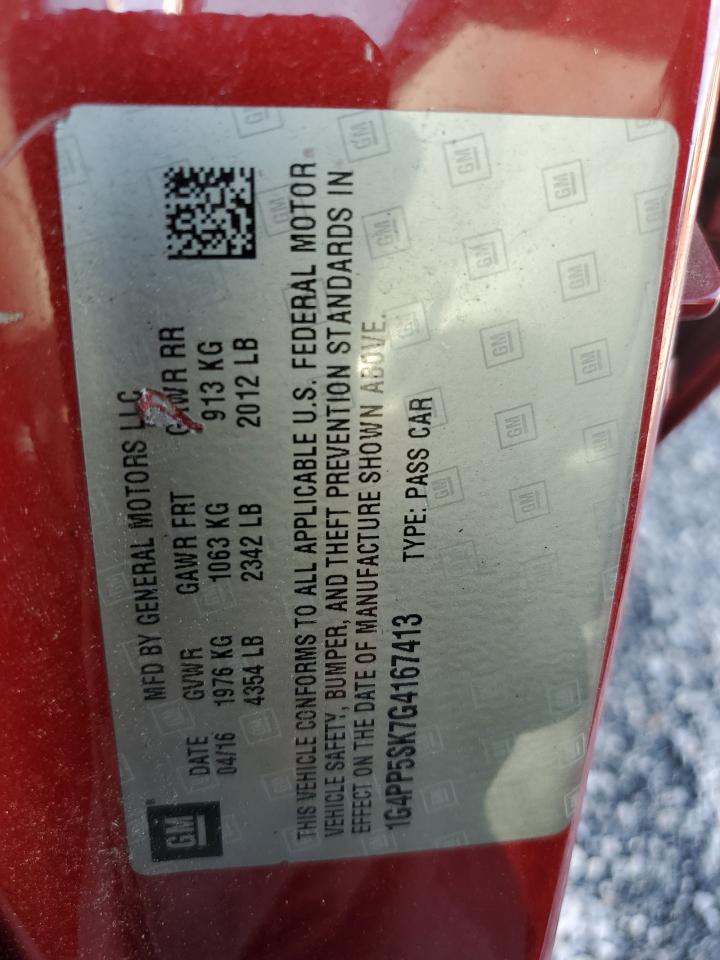 GM®
MFD BY GENERAL MOTORS LLC
DATE GVWR GAWR FRT GAWR RR
04/16 1976 KG 1063 KG 913 KG
4354 LB 2342 LB 2012 LB
THIS VEHICLE CONFORMS TO ALL APPLICABLE U.S. FEDERAL MOTOR
VEHICLE SAFETY, BUMPER, AND THEFT PREVENTION STANDARDS IN
EFFECT ON THE DATE OF MANUFACTURE SHOWN ABOVE.
1G4PP5SK7G4167413 TYPE: PASS CAR